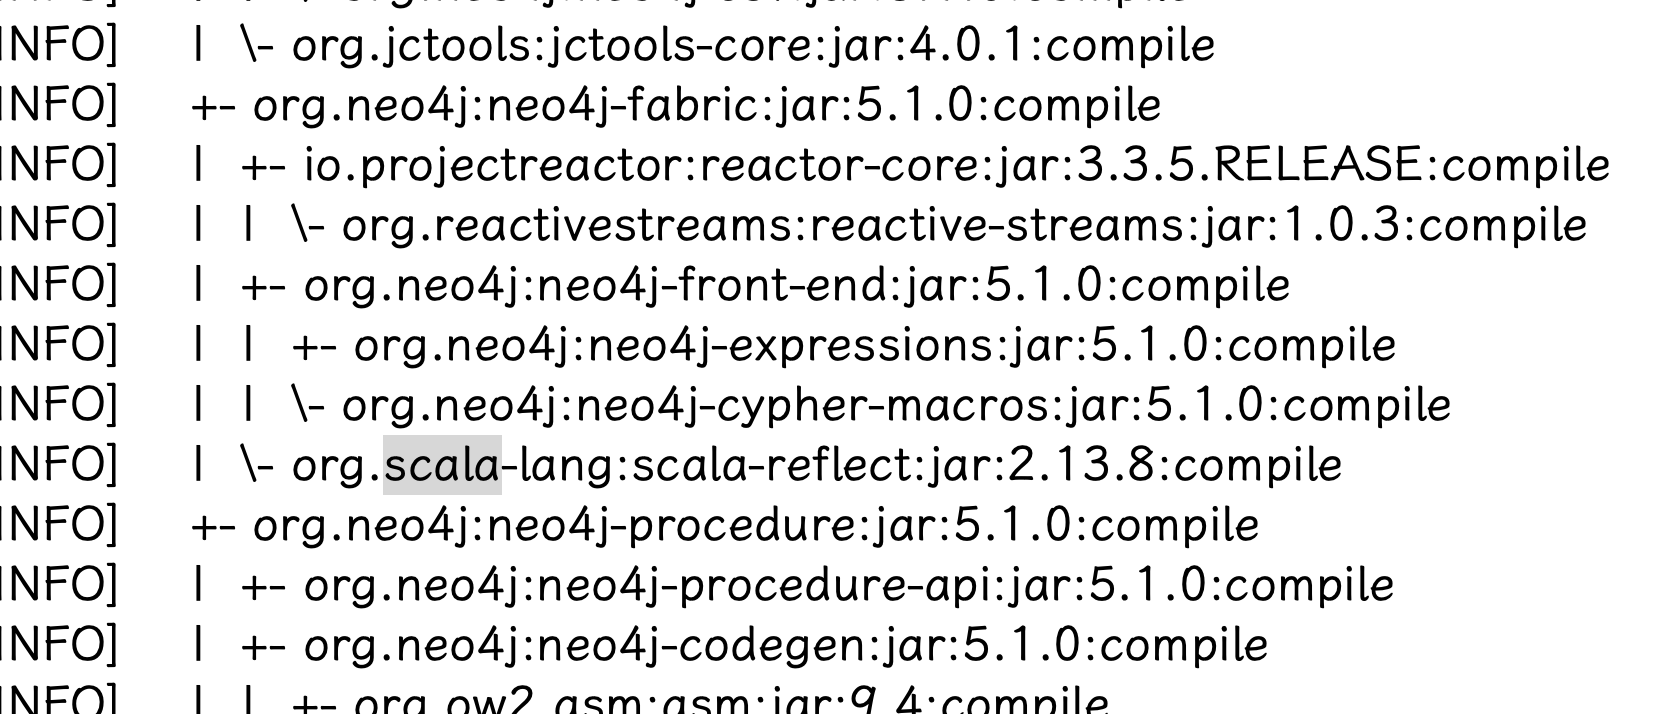 INFO]     |  \- org.jctools:jctools-core:jar:4.0.1:compile
INFO]     +- org.neo4j:neo4j-fabric:jar:5.1.0:compile
INFO]     |  +- io.projectreactor:reactor-core:jar:3.3.5.RELEASE:compile
INFO]     |  |  \- org.reactivestreams:reactive-streams:jar:1.0.3:compile
INFO]     |  +- org.neo4j:neo4j-front-end:jar:5.1.0:compile
INFO]     |  |  +- org.neo4j:neo4j-expressions:jar:5.1.0:compile
INFO]     |  |  \- org.neo4j:neo4j-cypher-macros:jar:5.1.0:compile
INFO]     |  \- org.scala-lang:scala-reflect:jar:2.13.8:compile
INFO]     +- org.neo4j:neo4j-procedure:jar:5.1.0:compile
INFO]     |  +- org.neo4j:neo4j-procedure-api:jar:5.1.0:compile
INFO]     |  +- org.neo4j:neo4j-codegen:jar:5.1.0:compile
INFO]     |  |  +- org.ow2.asm:asm:jar:9.4:compile